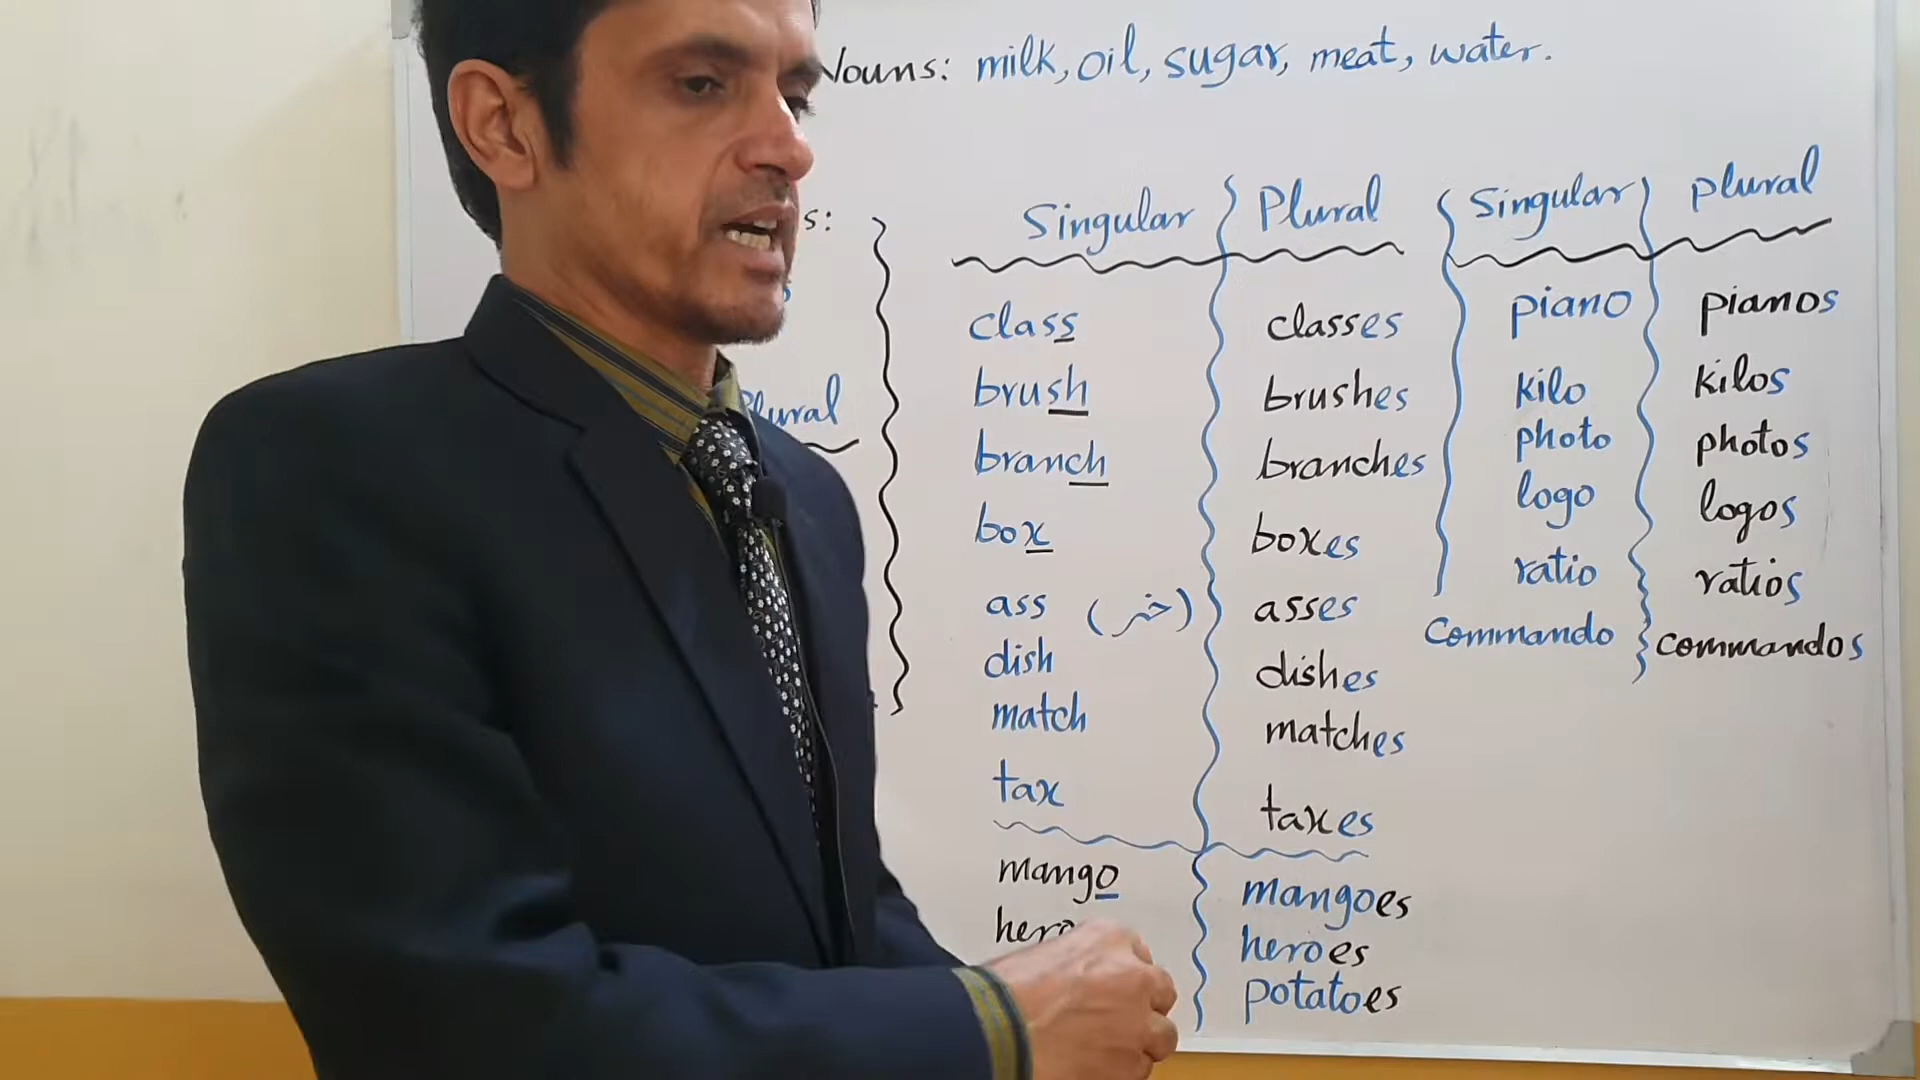 Nouns: milk, oil, sugar, meat, water.
s:
Plural
Singular Plural
class classes
brush brushes
branch branches
box boxes
ass (خر) asses
dish dishes
match matches
tax taxes
mango mangoes
hero heroes
potatoes
Singular plural
piano pianos
kilo kilos
photo photos
logo logos
ratio ratios
Commando commandos